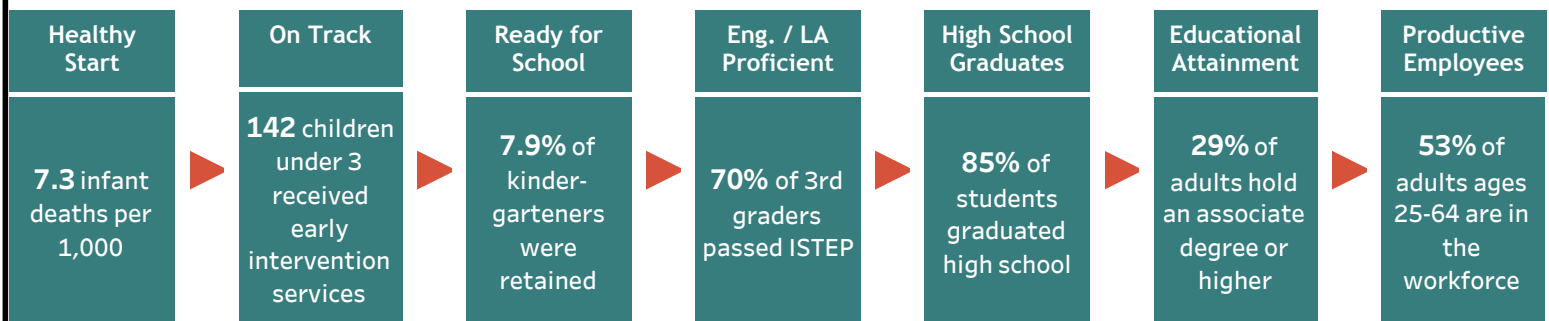 Healthy
Start
7.3 infant
deaths per
1,000
On Track
142 children
under 3
received
early
intervention
services
Ready for
School
7.9% of
kinder-
garteners
were
retained
Eng. / LA
Proficient
70% of 3rd
graders
passed ISTEP
High School
Graduates
85% of
students
graduated
high school
Educational
Attainment
29% of
adults hold
an associate
degree or
higher
Productive
Employees
53% of
adults ages
25-64 are in
the
workforce